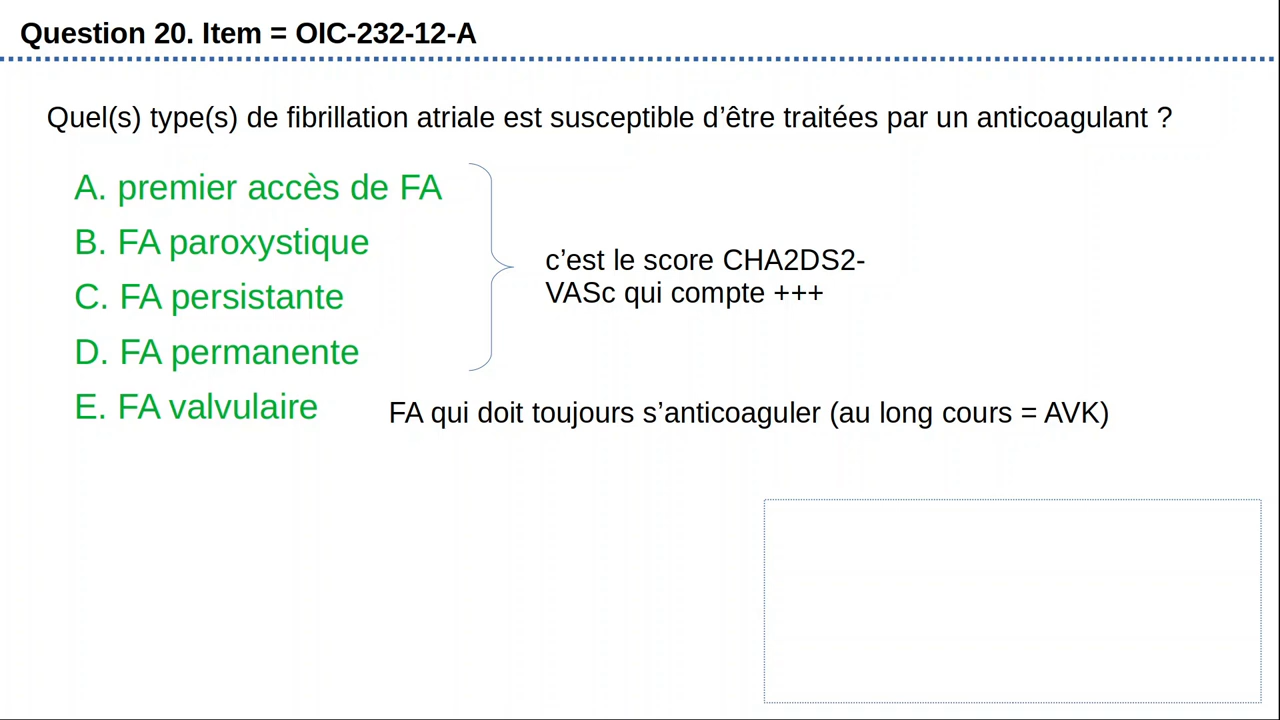 Question 20. Item = OIC-232-12-A
Quel(s) type(s) de fibrillation atriale est susceptible d’être traitées par un anticoagulant ?
A. premier accès de FA
B. FA paroxystique
C. FA persistante
D. FA permanente
c’est le score CHA2DS2-
VASc qui compte +++
E. FA valvulaire
FA qui doit toujours s’anticoaguler (au long cours = AVK)